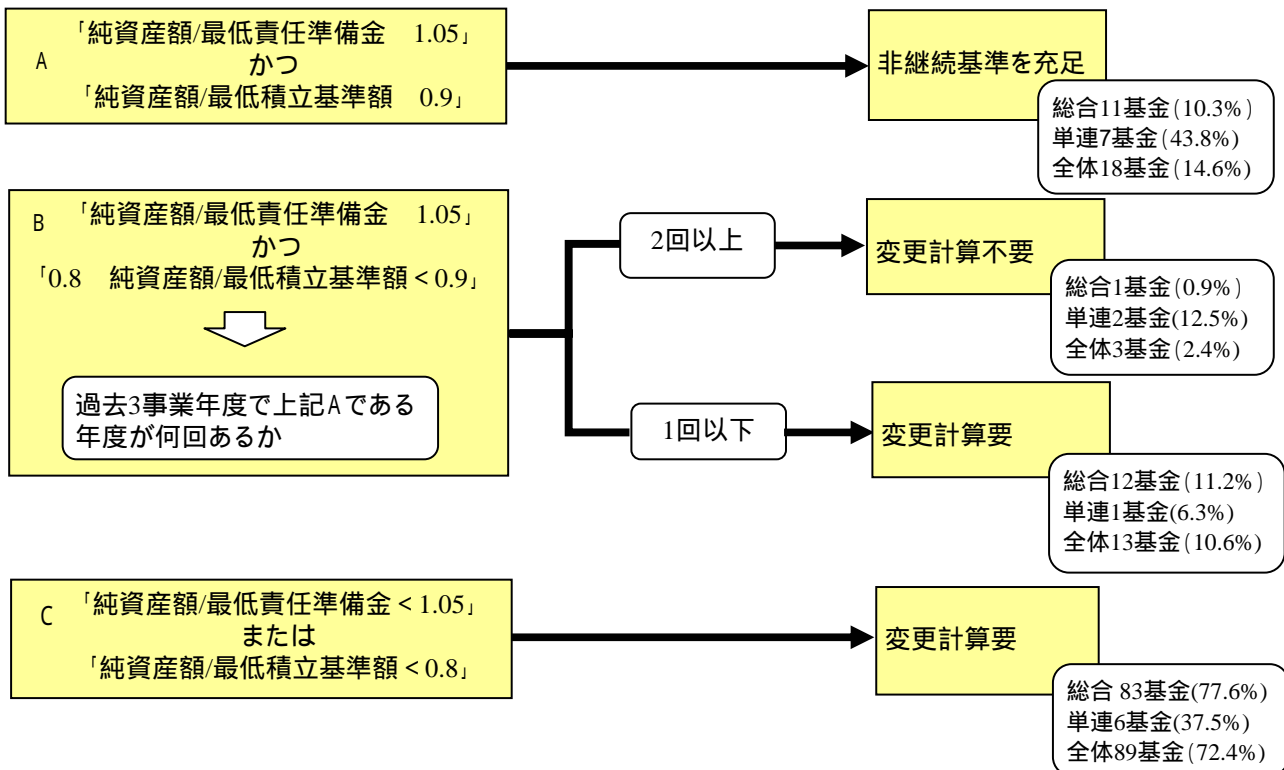 A
「純資産額/最低責任準備金　1.05」
かつ
「純資産額/最低積立基準額　0.9」
非継続基準を充足
総合11基金(10.3%)
単連7基金(43.8%)
全体18基金(14.6%)
B
「純資産額/最低責任準備金　1.05」
かつ
「0.8　純資産額/最低積立基準額<0.9」
過去3事業年度で上記Aである
年度が何回あるか
2回以上
変更計算不要
総合1基金(0.9%)
単連2基金(12.5%)
全体3基金(2.4%)
1回以下
変更計算要
総合12基金(11.2%)
単連1基金(6.3%)
全体13基金(10.6%)
C
「純資産額/最低責任準備金<1.05」
または
「純資産額/最低積立基準額<0.8」
変更計算要
総合 83基金(77.6%)
単連6基金(37.5%)
全体89基金(72.4%)